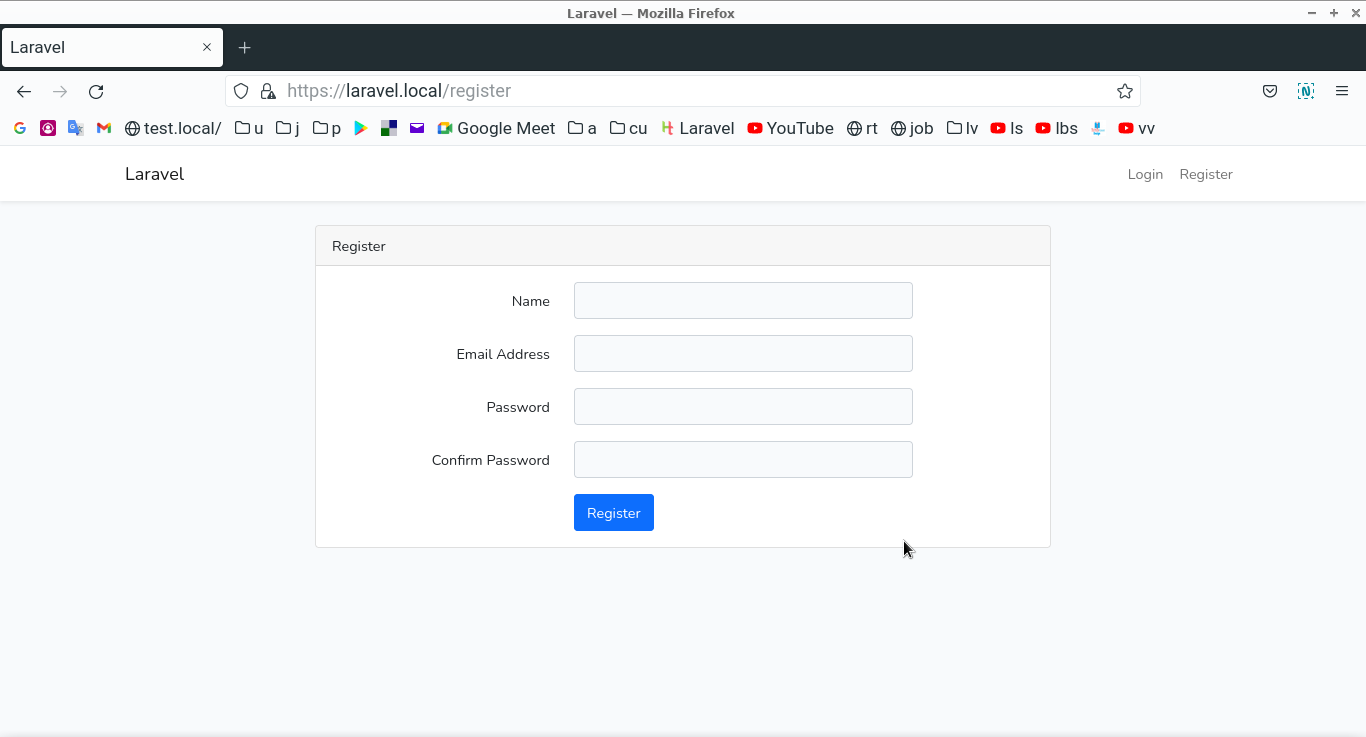 Laravel — Mozilla Firefox
Laravel
https://laravel.local/register
test.local/ u j p Google Meet a cu Laravel YouTube rt job lv ls lbs vv
Laravel Login Register
Register
Name
Email Address
Password
Confirm Password
Register